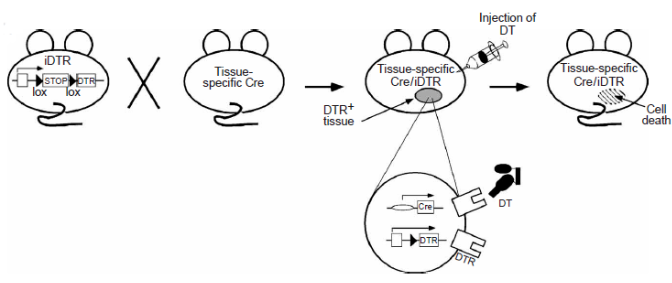 iDTR
STOP
DTR
lox
lox
Tissue-
specific Cre
Injection of
DT
Tissue-specific
Cre/iDTR
DTR+
tissue
Tissue-specific
Cre/iDTR
Cell
death
Cre
DT
DTR
DTR